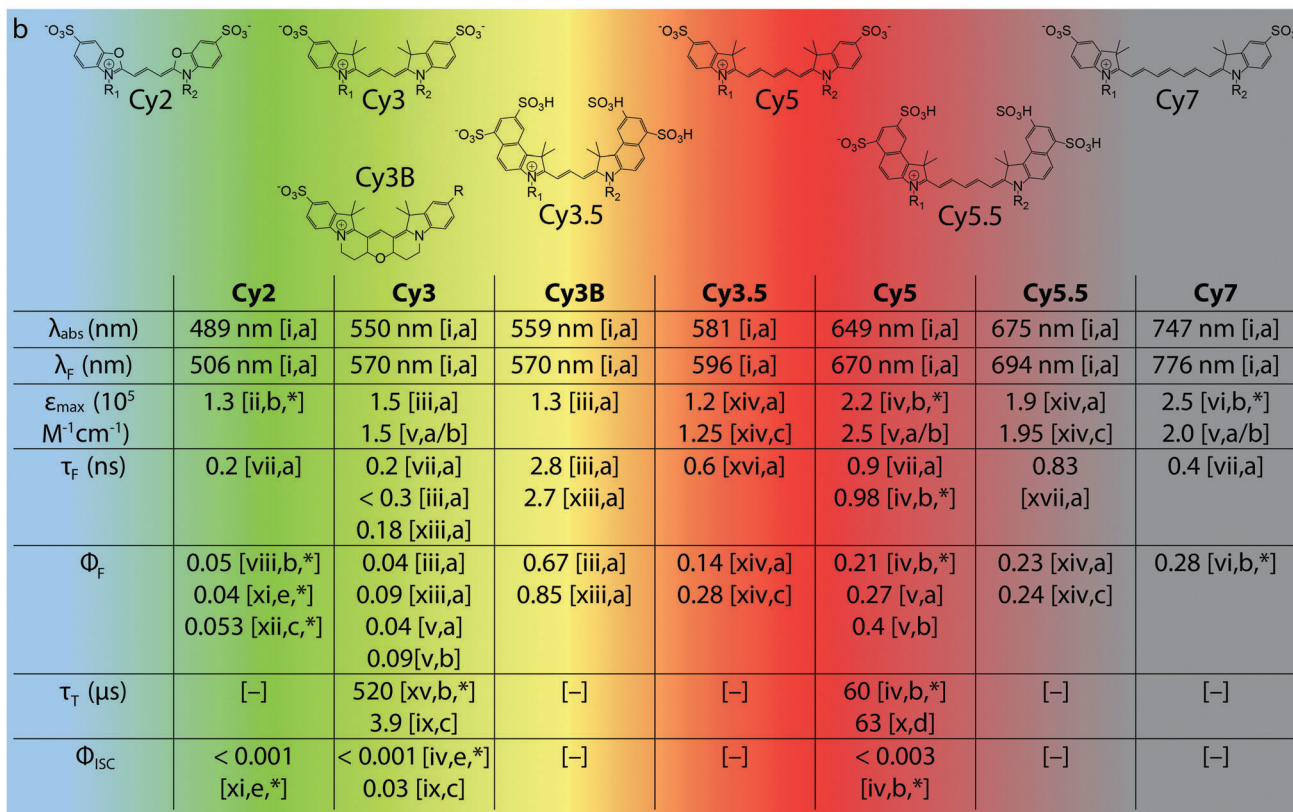 b
⁻O₃S SO₃⁻ ⁻O₃S SO₃⁻ ⁻O₃S SO₃⁻ ⁻O₃S SO₃⁻
O O
N⁺ N N⁺ N N⁺ N N⁺ N
R₁ R₂ R₁ R₂ R₁ R₂ R₁ R₂
Cy2 Cy3 Cy5 Cy7
SO₃H SO₃H SO₃H SO₃H
⁻O₃S SO₃H ⁻O₃S SO₃H
Cy3B
⁻O₃S R
N⁺ N N⁺ N
R₁ R₂ R₁ R₂
Cy3.5 Cy5.5
N⁺ N
O
Cy2 Cy3 Cy3B Cy3.5 Cy5 Cy5.5 Cy7
λabs (nm) 489 nm [i,a] 550 nm [i,a] 559 nm [i,a] 581 [i,a] 649 nm [i,a] 675 nm [i,a] 747 nm [i,a]
λF (nm) 506 nm [i,a] 570 nm [i,a] 570 nm [i,a] 596 [i,a] 670 nm [i,a] 694 nm [i,a] 776 nm [i,a]
εmax (10⁵ 1.3 [ii,b,*] 1.5 [iii,a] 1.3 [iii,a] 1.2 [xiv,a] 2.2 [iv,b,*] 1.9 [xiv,a] 2.5 [vi,b,*]
M⁻¹cm⁻¹) 1.5 [v,a/b] 1.25 [xiv,c] 2.5 [v,a/b] 1.95 [xiv,c] 2.0 [v,a/b]
τF (ns) 0.2 [vii,a] 0.2 [vii,a] 2.8 [iii,a] 0.6 [xvi,a] 0.9 [vii,a] 0.83 0.4 [vii,a]
< 0.3 [iii,a] 2.7 [xiii,a] 0.98 [iv,b,*] [xvii,a]
0.18 [xiii,a]
ΦF 0.05 [viii,b,*] 0.04 [iii,a] 0.67 [iii,a] 0.14 [xiv,a] 0.21 [iv,b,*] 0.23 [xiv,a] 0.28 [vi,b,*]
0.04 [xi,e,*] 0.09 [xiii,a] 0.85 [xiii,a] 0.28 [xiv,c] 0.27 [v,a] 0.24 [xiv,c]
0.053 [xii,c,*] 0.04 [v,a] 0.4 [v,b]
0.09[v,b]
τT (μs) [–] 520 [xv,b,*] [–] [–] 60 [iv,b,*] [–] [–]
3.9 [ix,c] 63 [x,d]
ΦISC < 0.001 < 0.001 [iv,e,*] [–] [–] < 0.003 [–] [–]
[xi,e,*] 0.03 [ix,c] [iv,b,*]